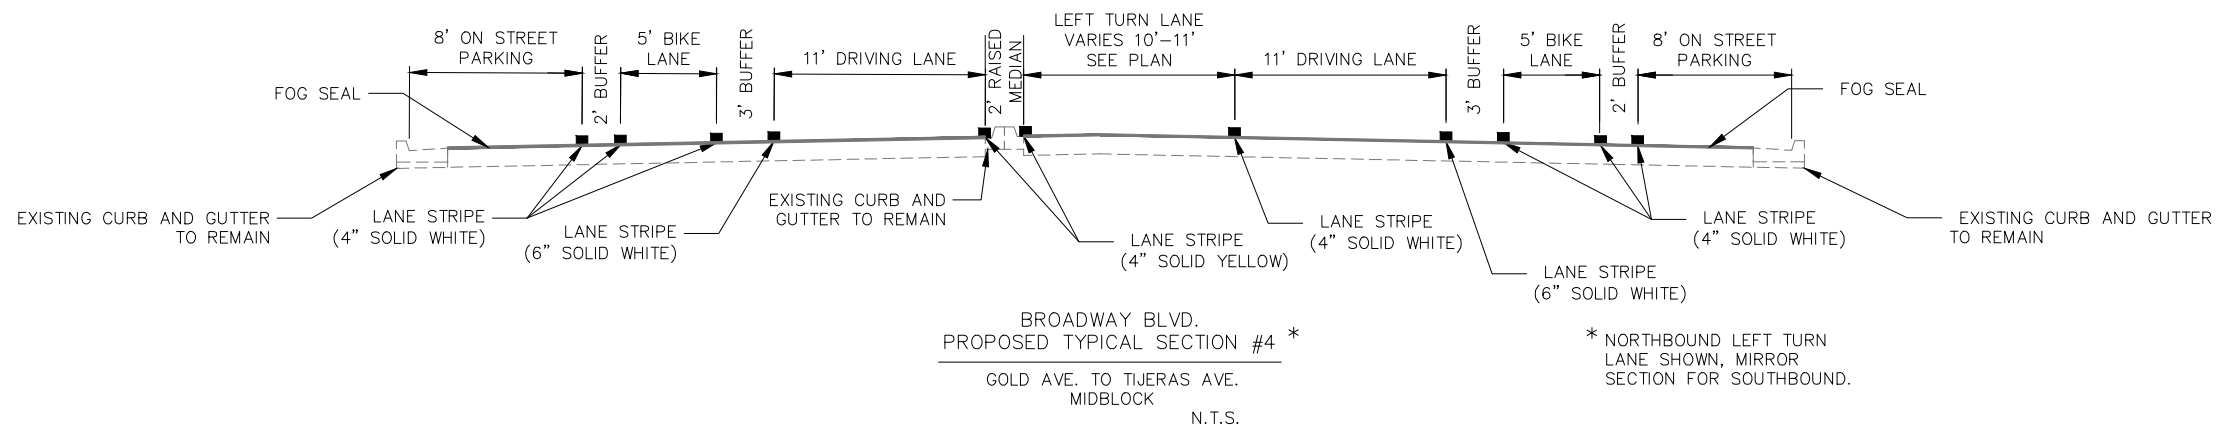 8' ON STREET
PARKING
2' BUFFER
5' BIKE
LANE
3' BUFFER
11' DRIVING LANE
2' RAISED
MEDIAN
LEFT TURN LANE
VARIES 10'-11'
SEE PLAN
11' DRIVING LANE
3' BUFFER
5' BIKE
LANE
2' BUFFER
8' ON STREET
PARKING
FOG SEAL
FOG SEAL
EXISTING CURB AND GUTTER
TO REMAIN
LANE STRIPE
(4" SOLID WHITE)
LANE STRIPE
(6" SOLID WHITE)
EXISTING CURB AND
GUTTER TO REMAIN
LANE STRIPE
(4" SOLID YELLOW)
LANE STRIPE
(4" SOLID WHITE)
LANE STRIPE
(6" SOLID WHITE)
LANE STRIPE
(4" SOLID WHITE)
EXISTING CURB AND GUTTER
TO REMAIN
BROADWAY BLVD.
PROPOSED TYPICAL SECTION #4 *
GOLD AVE. TO TIJERAS AVE.
MIDBLOCK
N.T.S.
* NORTHBOUND LEFT TURN
LANE SHOWN, MIRROR
SECTION FOR SOUTHBOUND.